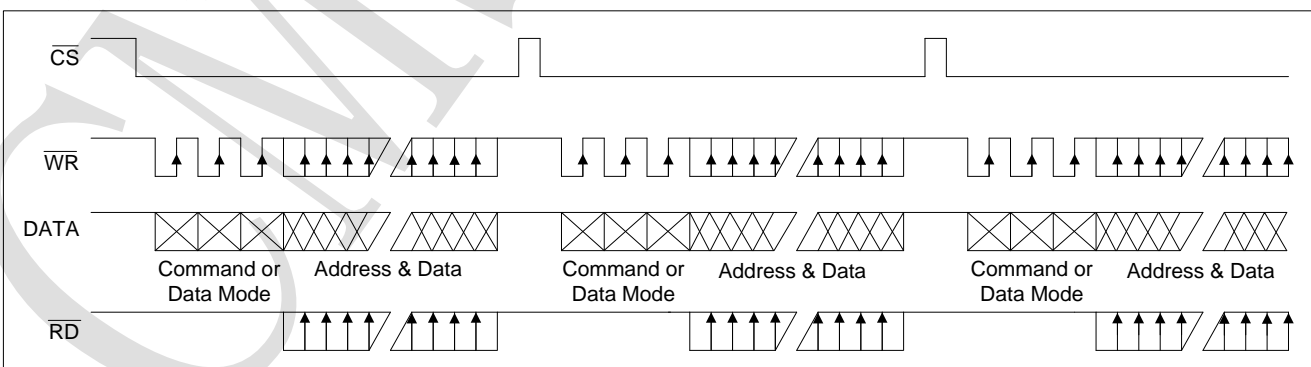 CS
WR
DATA
Command or
Data Mode
Address & Data
Command or
Data Mode
Address & Data
Command or
Data Mode
Address & Data
RD